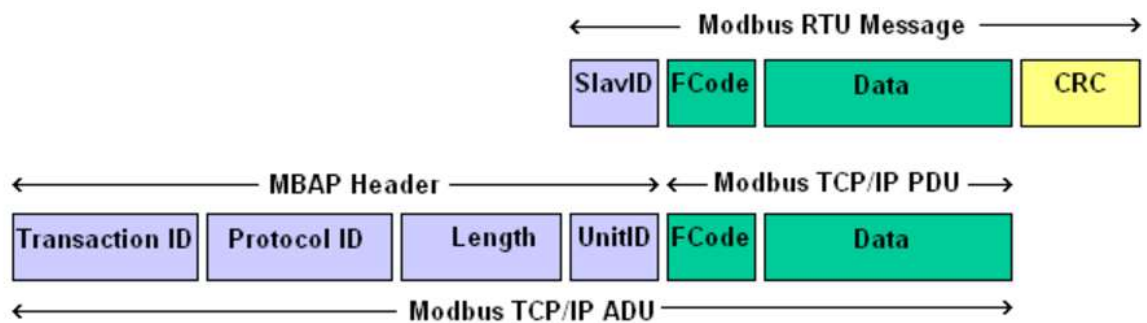 Modbus RTU Message
SlavID FCode Data CRC
MBAP Header Modbus TCP/IP PDU
Transaction ID Protocol ID Length UnitID FCode Data
Modbus TCP/IP ADU